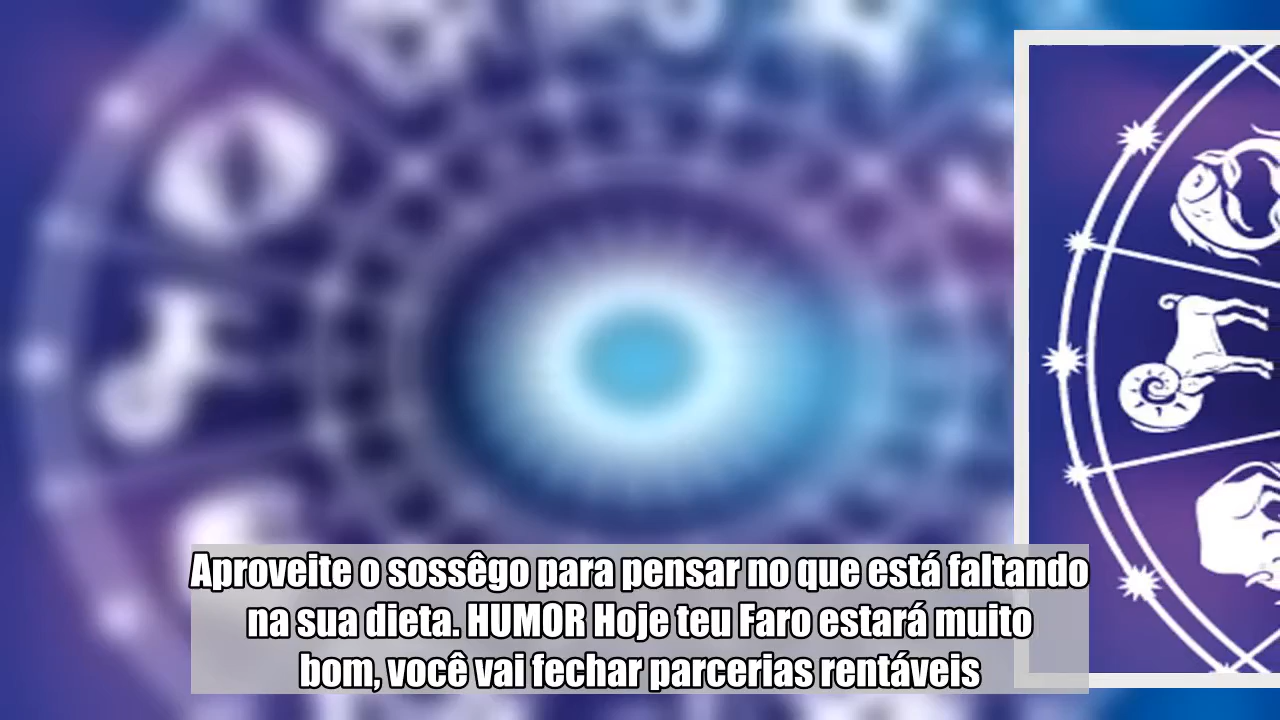 Aproveite o sossêgo para pensar no que está faltando
na sua dieta. HUMOR Hoje teu Faro estará muito
bom, você vai fechar parcerias rentáveis